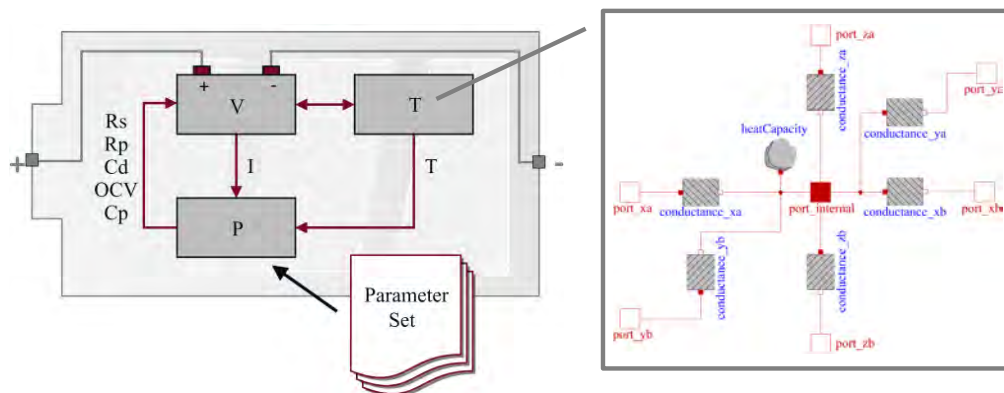 +
-
V
T
Rs
Rp
Cd
OCV
Cp
I
T
+
-
P
Parameter
Set
port_za
conductance_za
port_ya
conductance_ya
heatCapacity
port_xa
conductance_xa
port_internal
conductance_xb
port_xb
conductance_yb
conductance_zb
port_yb
port_zb